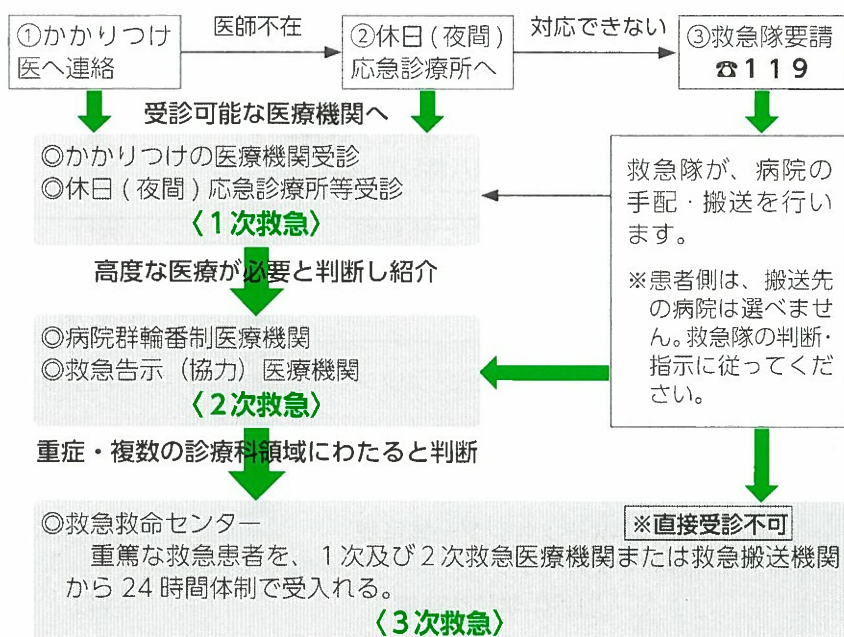 ①かかりつけ
医へ連絡
医師不在
②休日(夜間)
応急診療所へ
対応できない
③救急隊要請
☎119
受診可能な医療機関へ
◎かかりつけの医療機関受診
◎休日(夜間)応急診療所等受診
〈1次救急〉
救急隊が、病院の
手配・搬送を行い
ます。
※患者側は、搬送先
の病院は選べませ
ん。救急隊の判断・
指示に従ってくだ
さい。
高度な医療が必要と判断し紹介
◎病院群輪番制医療機関
◎救急告示(協力)医療機関
〈2次救急〉
重症・複数の診療科領域にわたると判断
◎救急救命センター
※直接受診不可
重篤な救急患者を、1次及び2次救急医療機関または救急搬送機関
から24時間体制で受入れる。
〈3次救急〉